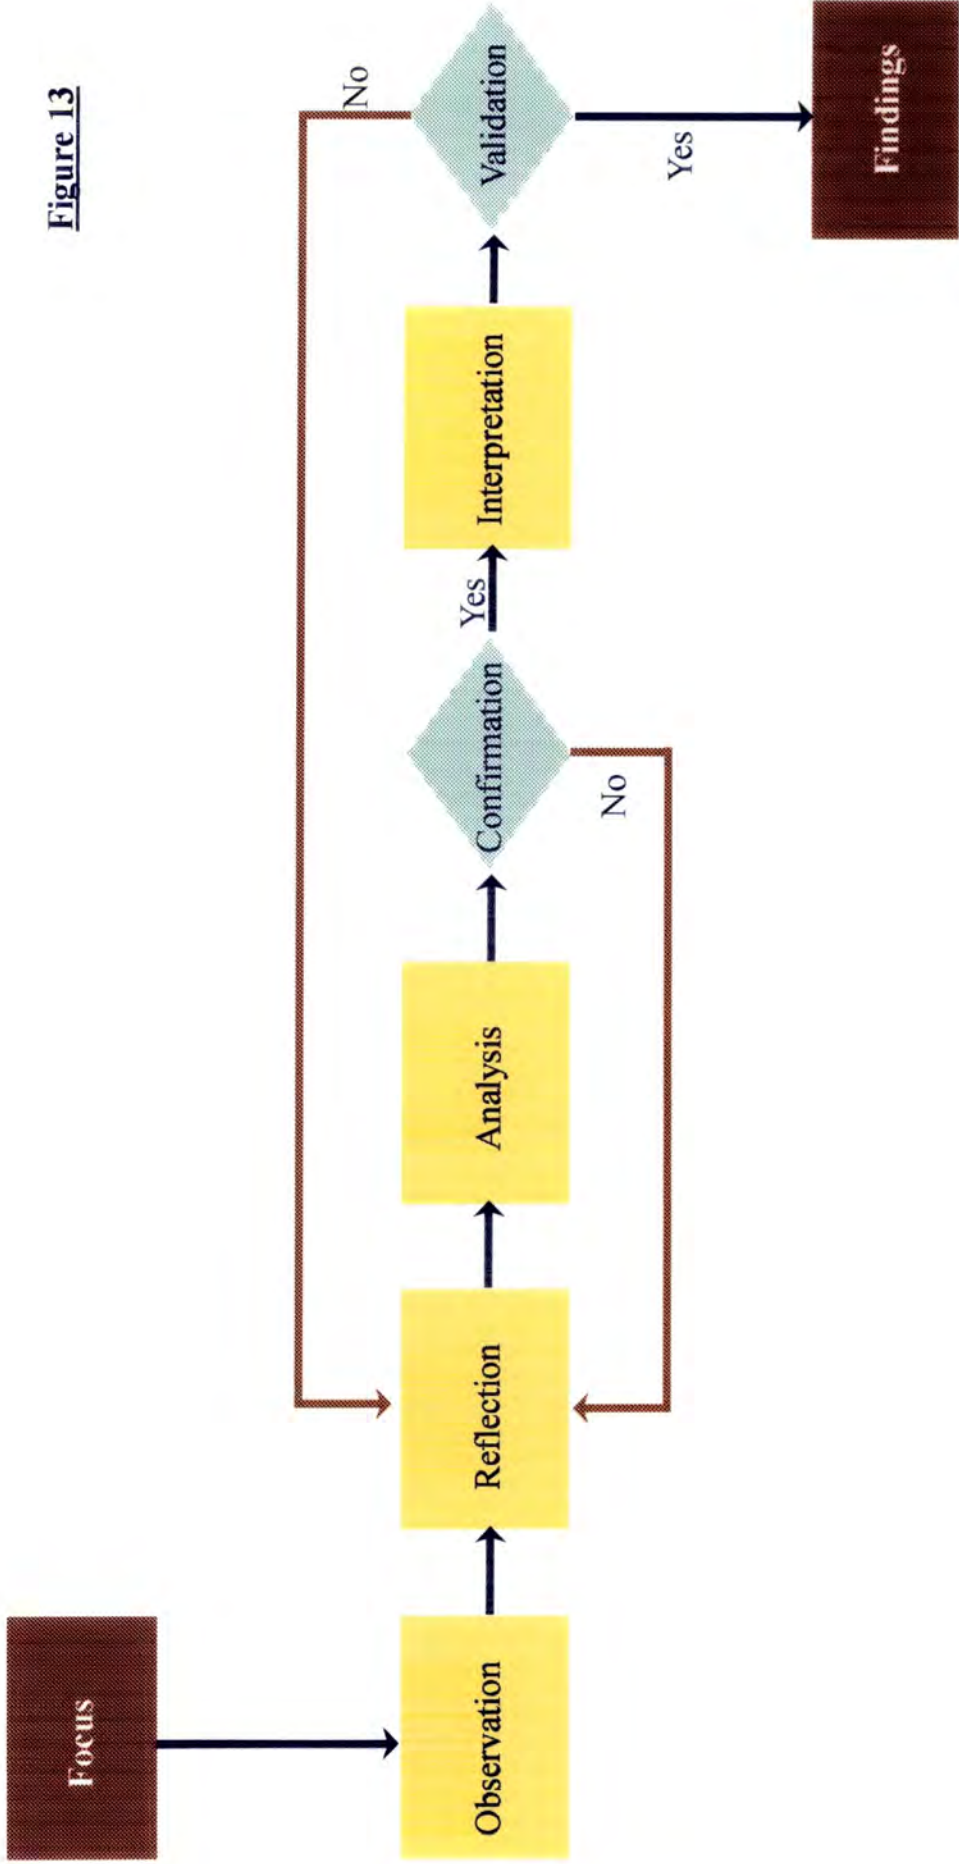 Figure 13
Focus
Observation
Reflection
Analysis
Confirmation
Yes
No
Interpretation
Validation
No
Yes
Findings